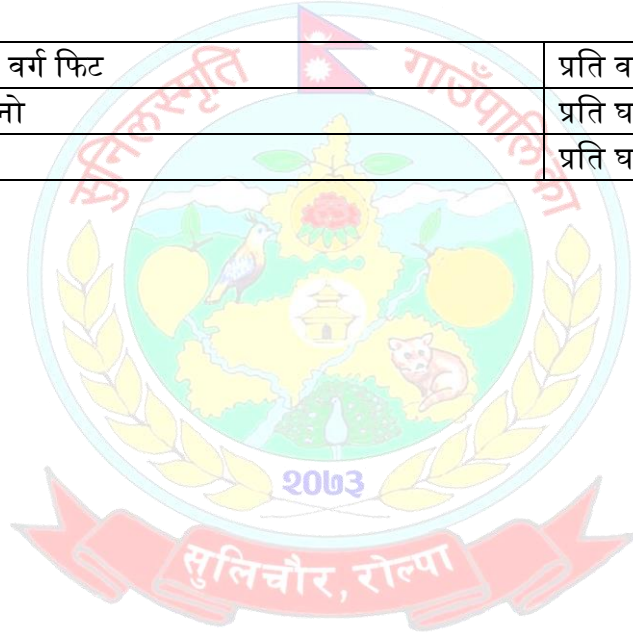 वर्ग फिट प्रति व
नो प्रति घ
प्रति घ
सुनिलस्मृति गाउँपालिका
२०७३
सुलिचौर, रोल्पा